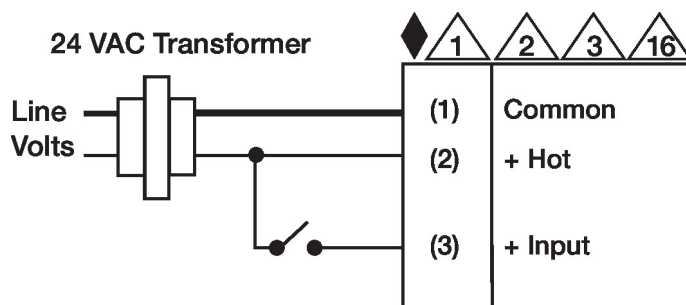 24 VAC Transformer
1 2 3 16
Line
Volts
(1) Common
(2) + Hot
(3) + Input